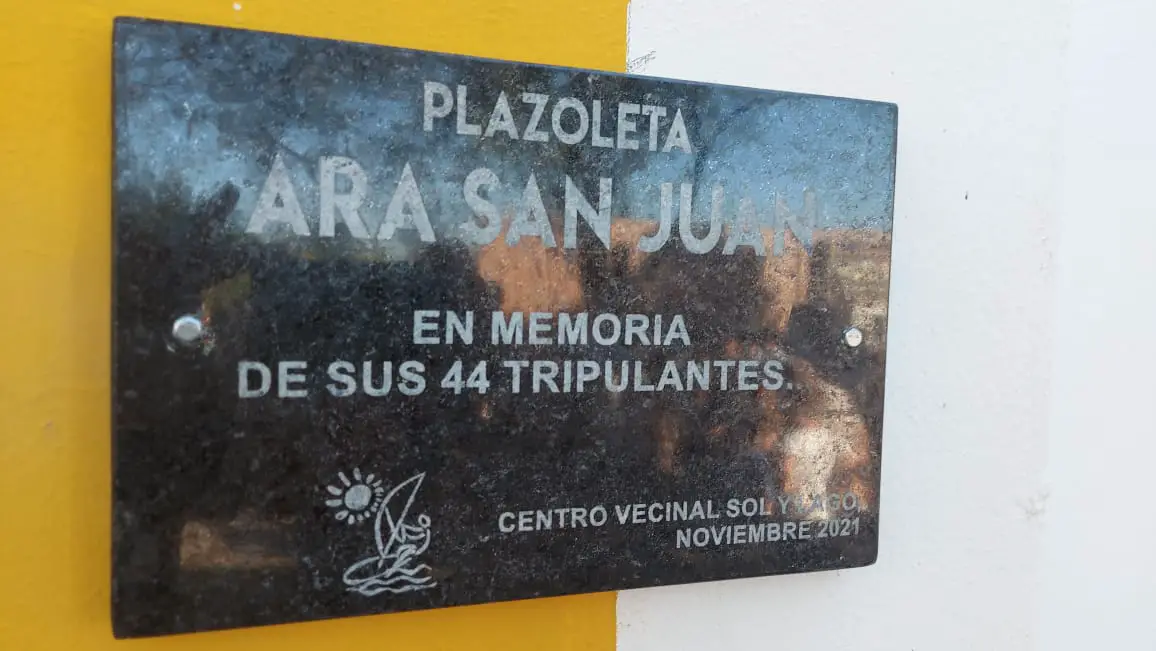 PLAZOLETA
ARA SAN JUAN
EN MEMORIA
DE SUS 44 TRIPULANTES.
CENTRO VECINAL SOL Y LAGO.
NOVIEMBRE 2021